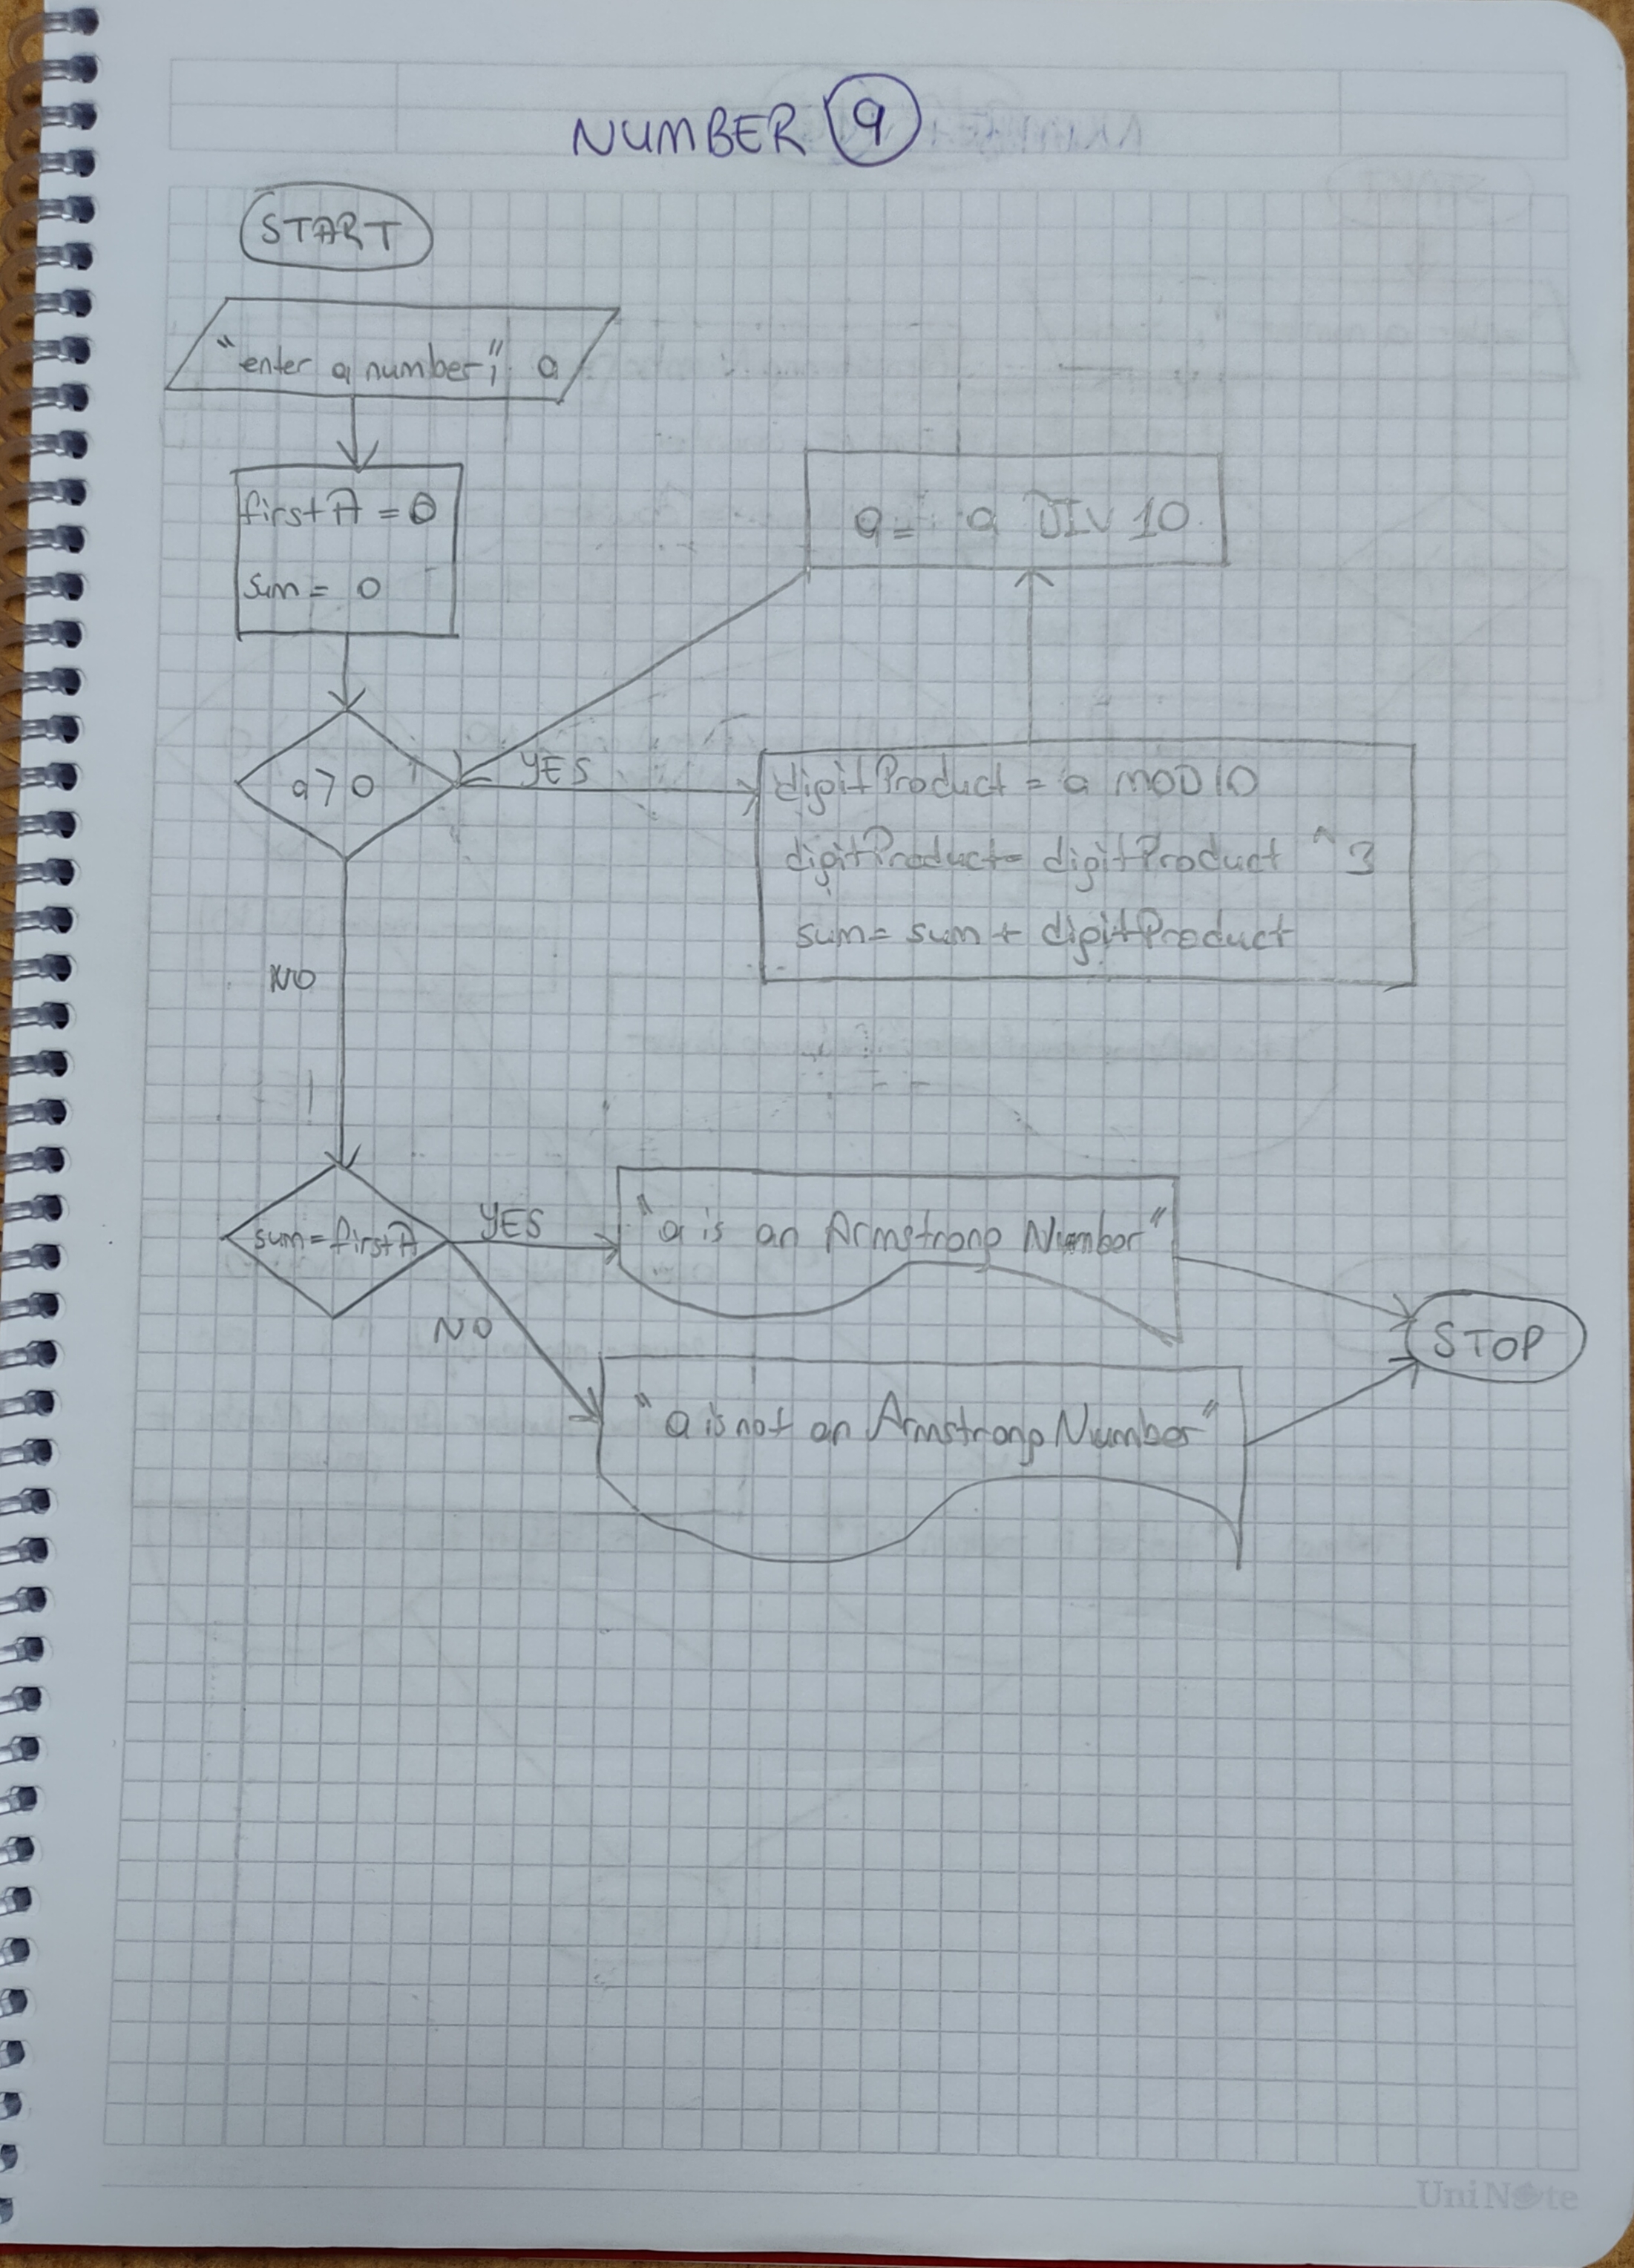 NUMBER 9
START
"enter a number", a
firstA = a
sum = 0
a = a DIV 10
a > 0
YES
digitProduct = a MOD 10
digitProduct = digitProduct ^ 3
sum = sum + digitProduct
NO
sum = firstA
YES
"a is an Armstrong Number"
NO
STOP
"a is not an Armstrong Number"
UniNote